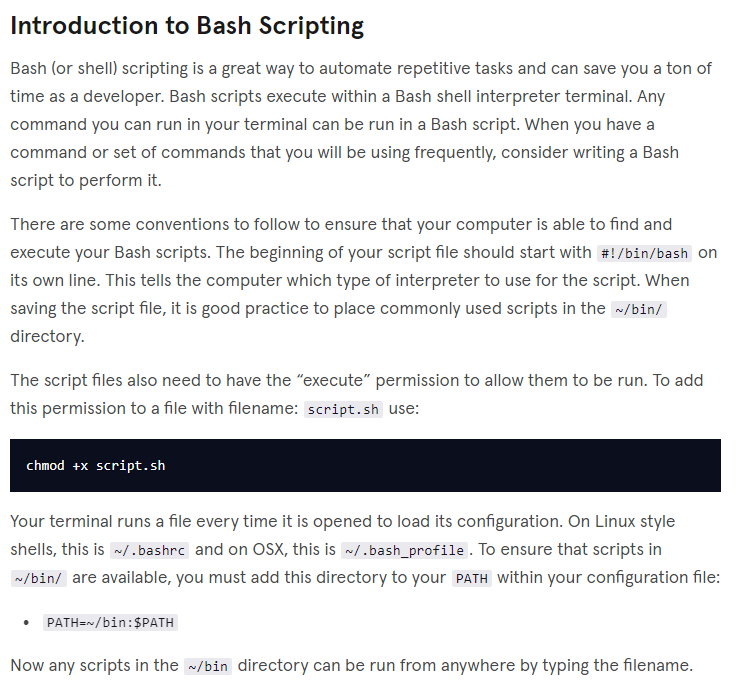 Introduction to Bash Scripting
Bash (or shell) scripting is a great way to automate repetitive tasks and can save you a ton of
time as a developer. Bash scripts execute within a Bash shell interpreter terminal. Any
command you can run in your terminal can be run in a Bash script. When you have a
command or set of commands that you will be using frequently, consider writing a Bash
script to perform it.
There are some conventions to follow to ensure that your computer is able to find and
execute your Bash scripts. The beginning of your script file should start with #!/bin/bash on
its own line. This tells the computer which type of interpreter to use for the script. When
saving the script file, it is good practice to place commonly used scripts in the ~/bin/
directory.
The script files also need to have the “execute” permission to allow them to be run. To add
this permission to a file with filename: script.sh use:
chmod +x script.sh
Your terminal runs a file every time it is opened to load its configuration. On Linux style
shells, this is ~/.bashrc and on OSX, this is ~/.bash_profile. To ensure that scripts in
~/bin/ are available, you must add this directory to your PATH within your configuration file:
• PATH=~/bin:$PATH
Now any scripts in the ~/bin directory can be run from anywhere by typing the filename.